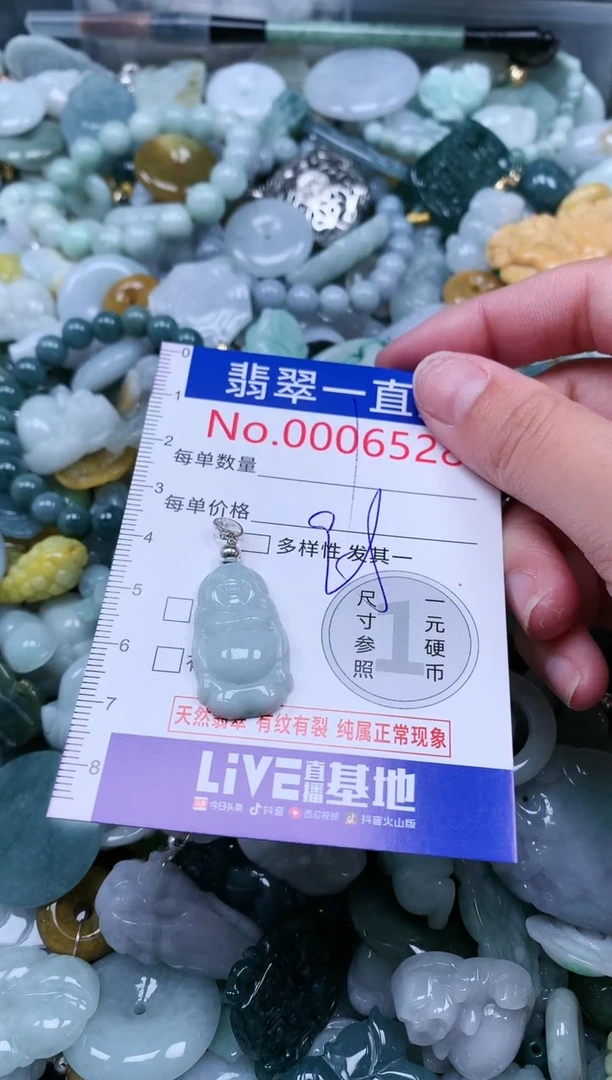 0
翡翠一直
1
No.0006528
2
每单数量
3
每单价格
4
多样性 发其一
5
尺寸参照
1
一元硬币
6
7
天然翡翠 有纹有裂 纯属正常现象
8
LiVE直播基地
今日头条 抖音 西瓜视频 抖音火山版